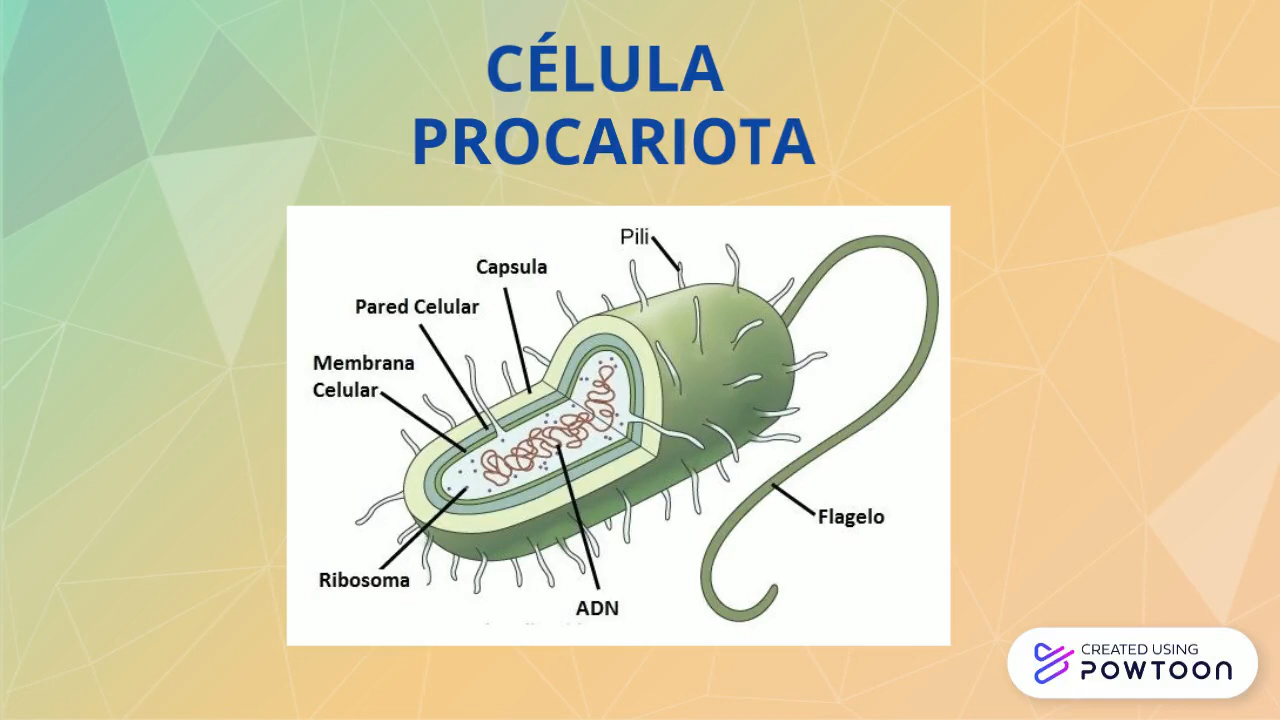 CÉLULA
PROCARIOTA
Pili
Capsula
Pared Celular
Membrana
Celular
Flagelo
Ribosoma
ADN
CREATED USING
POWTOON